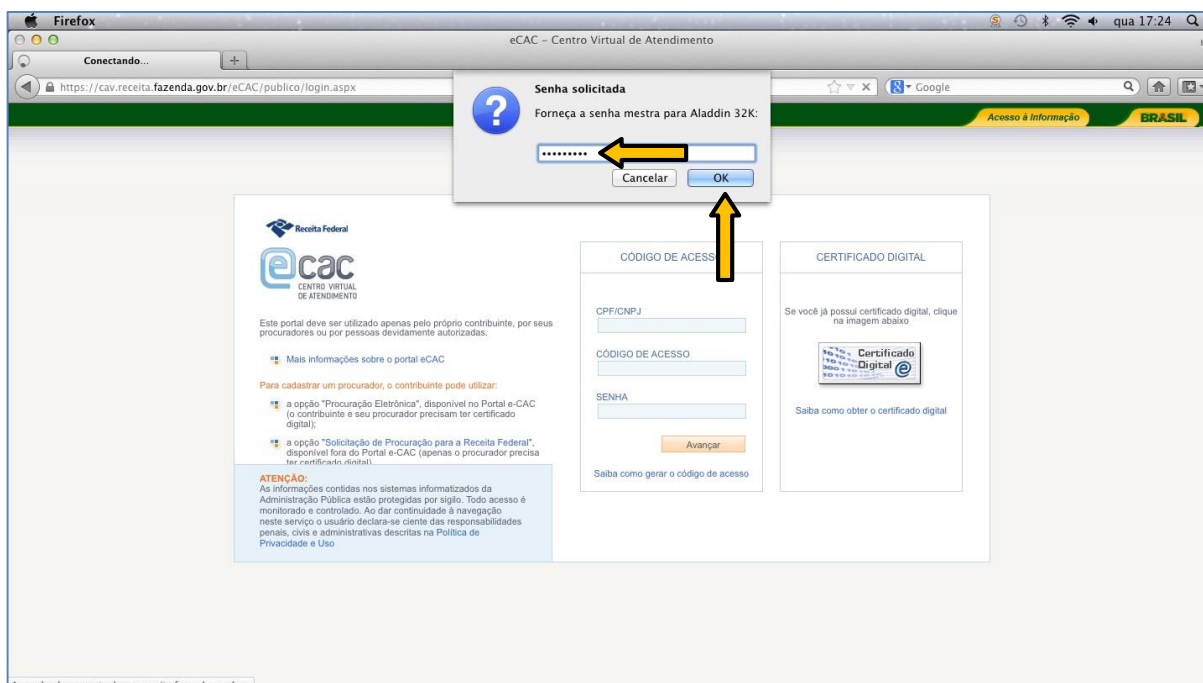 Firefox
qua 17:24
eCAC – Centro Virtual de Atendimento
Conectando...
https://cav.receita.fazenda.gov.br/eCAC/publico/login.aspx
Google
Senha solicitada
Forneça a senha mestra para Aladdin 32K:
•••••••••
Cancelar
OK
Acesso à Informação
BRASIL
Receita Federal
ecac
CENTRO VIRTUAL
DE ATENDIMENTO
Este portal deve ser utilizado apenas pelo próprio contribuinte, por seus
procuradores ou por pessoas devidamente autorizadas.
Mais informações sobre o portal eCAC
Para cadastrar um procurador, o contribuinte pode utilizar:
a opção "Procuração Eletrônica", disponível no Portal e-CAC
(o contribuinte e seu procurador precisam ter certificado
digital);
a opção "Solicitação de Procuração para a Receita Federal",
disponível fora do Portal e-CAC (apenas o procurador precisa
ter certificado digital)
ATENÇÃO:
As informações contidas nos sistemas informatizados da
Administração Pública estão protegidas por sigilo. Todo acesso é
monitorado e controlado. Ao dar continuidade à navegação
neste serviço o usuário declara-se ciente das responsabilidades
penais, civis e administrativas descritas na Política de
Privacidade e Uso
CÓDIGO DE ACESSO
CPF/CNPJ
CÓDIGO DE ACESSO
SENHA
Avançar
Saiba como gerar o código de acesso
CERTIFICADO DIGITAL
Se você já possui certificado digital, clique
na imagem abaixo
Certificado
Digital
Saiba como obter o certificado digital